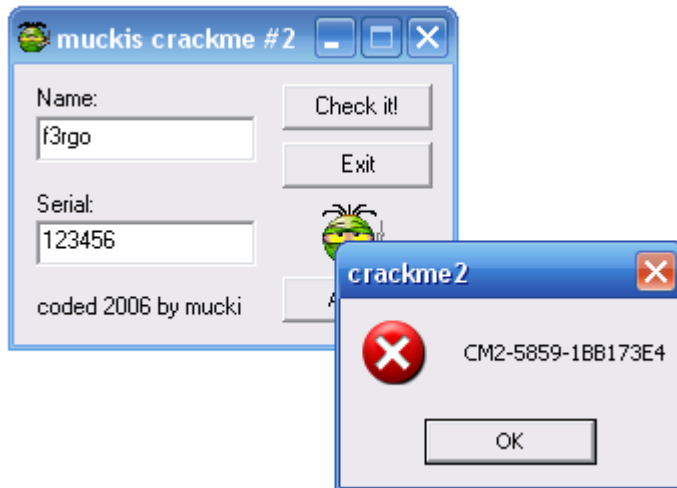 muckis crackme #2
Name:
f3rgo
Check it!
Exit
Serial:
123456
coded 2006 by mucki
crackme2
CM2-5859-1BB173E4
OK